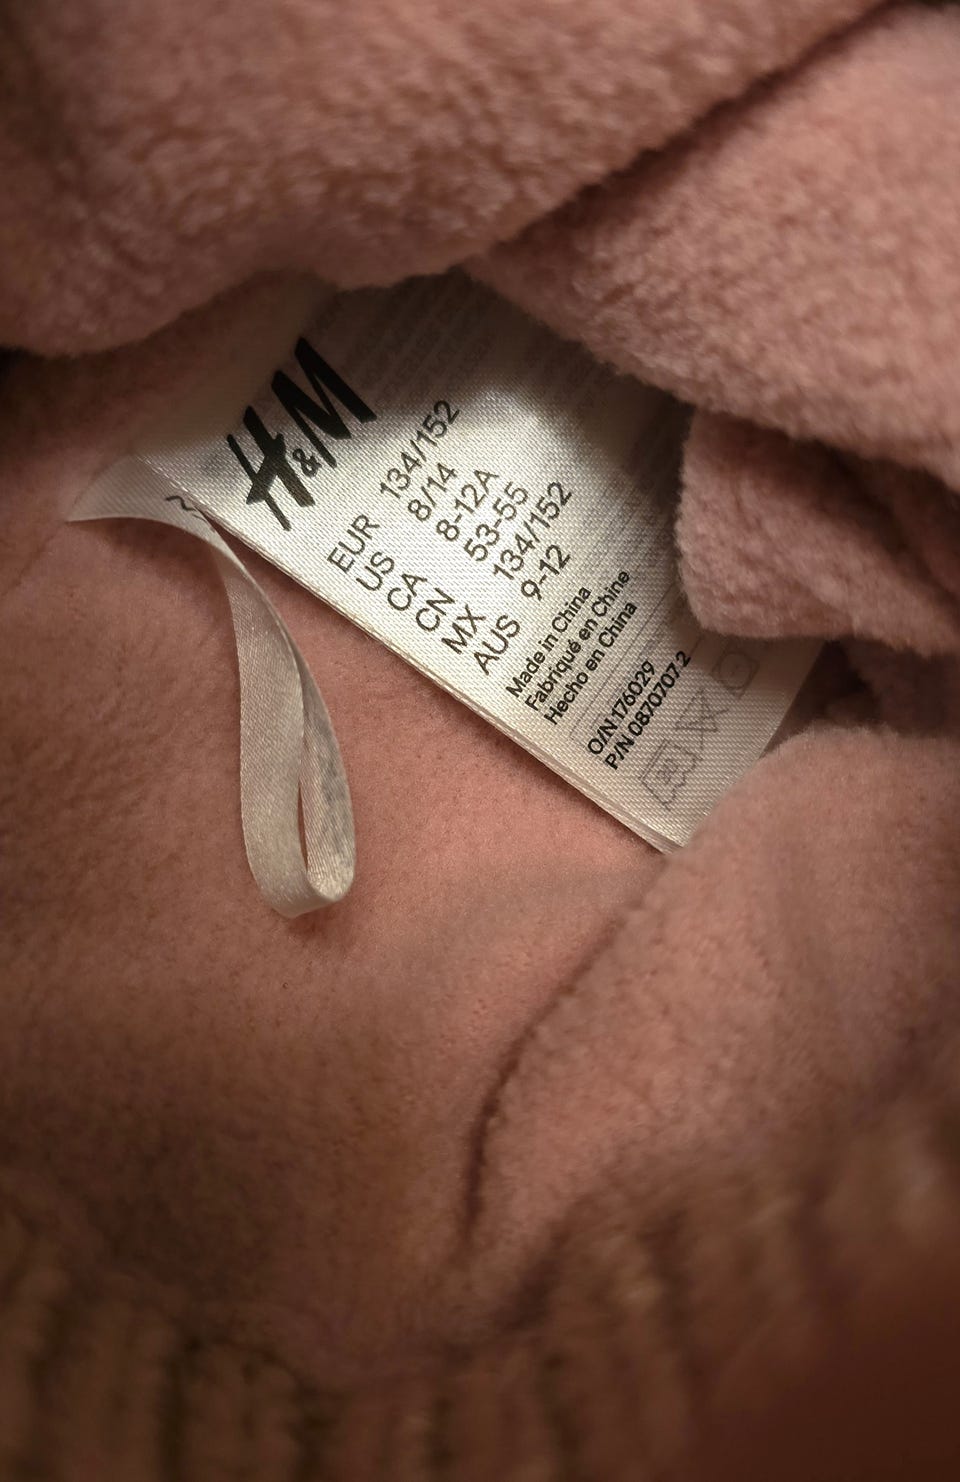 H&M
EUR 134/152
US 8/14
CA 8-12A
CN 53-55
MX 134/152
AUS 9-12
Made in China
Fabriqué en Chine
Hecho en China
O/N 176029
P/N 0870707 2